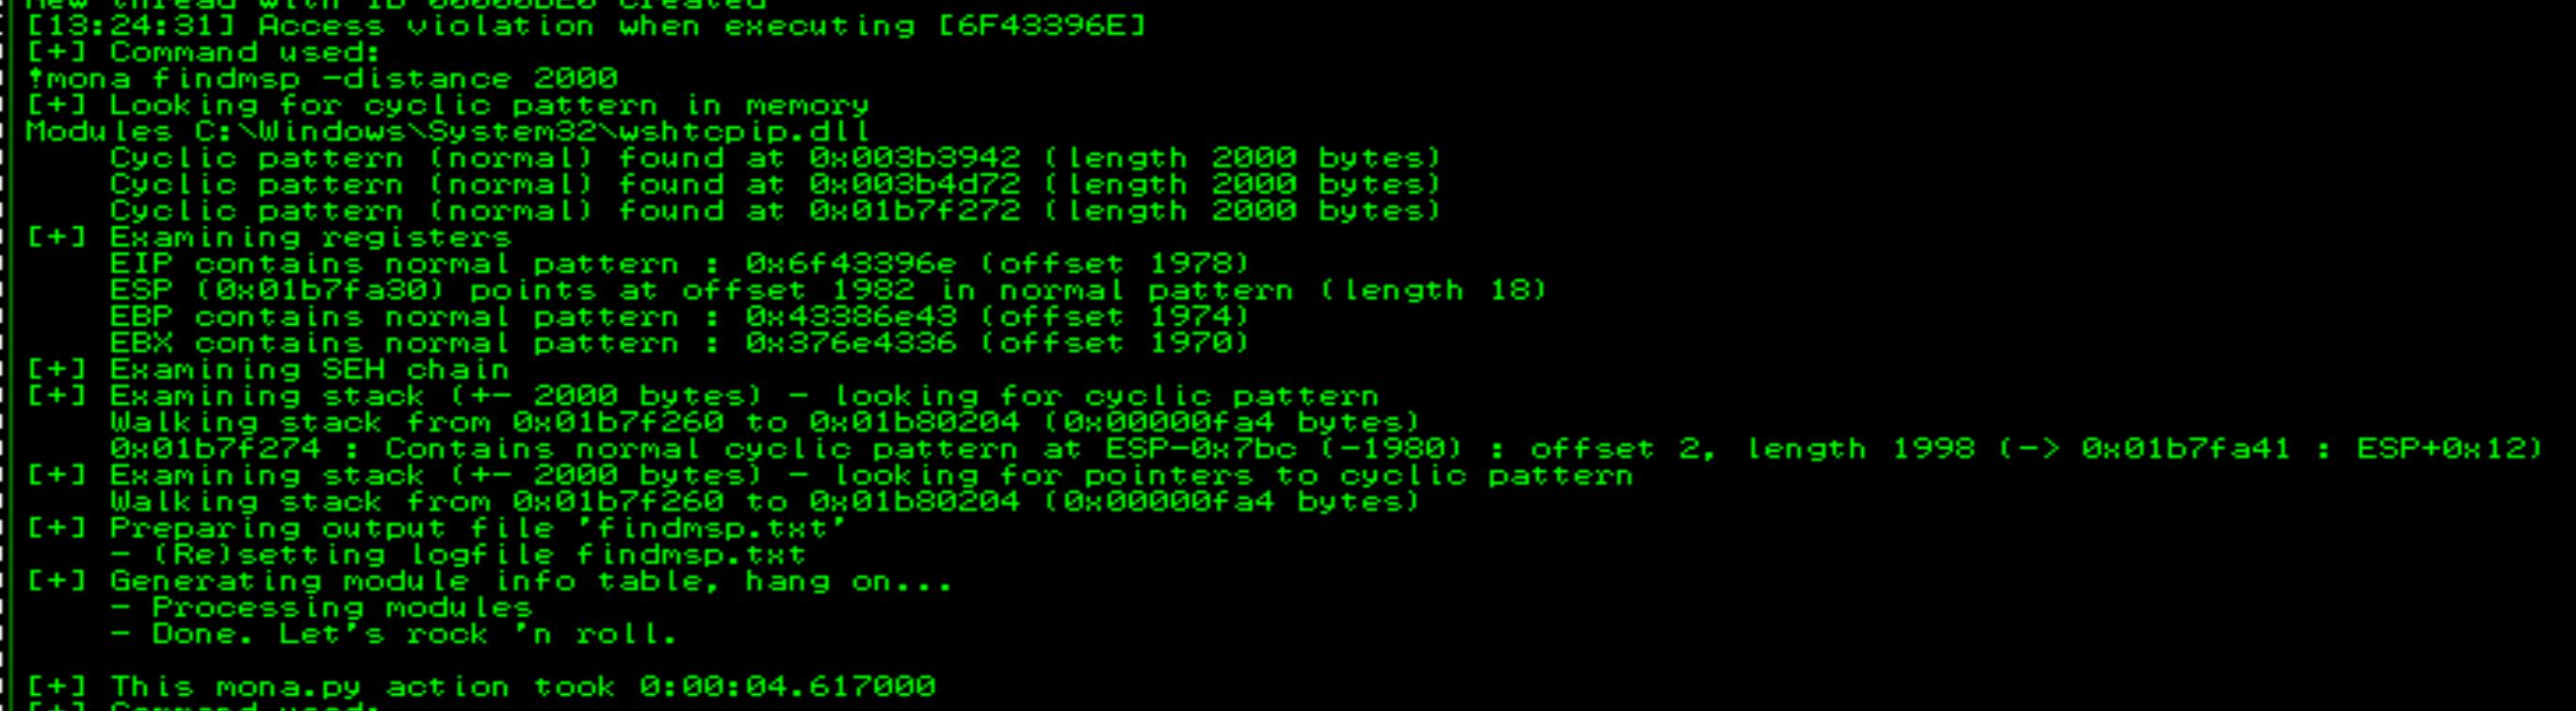 New thread with ID 00000BE0 created
[13:24:31] Access violation when executing [6F43396E]
[+] Command used:
!mona findmsp -distance 2000
[+] Looking for cyclic pattern in memory
Modules C:\Windows\System32\wshtcpip.dll
Cyclic pattern (normal) found at 0x003b3942 (length 2000 bytes)
Cyclic pattern (normal) found at 0x003b4d72 (length 2000 bytes)
Cyclic pattern (normal) found at 0x01b7f272 (length 2000 bytes)
[+] Examining registers
EIP contains normal pattern : 0x6f43396e (offset 1978)
ESP (0x01b7fa30) points at offset 1982 in normal pattern (length 18)
EBP contains normal pattern : 0x43386e43 (offset 1974)
EBX contains normal pattern : 0x376e4336 (offset 1970)
[+] Examining SEH chain
[+] Examining stack (+- 2000 bytes) - looking for cyclic pattern
Walking stack from 0x01b7f260 to 0x01b80204 (0x00000fa4 bytes)
0x01b7f274 : Contains normal cyclic pattern at ESP-0x7bc (-1980) : offset 2, length 1998 (-> 0x01b7fa41 : ESP+0x12)
[+] Examining stack (+- 2000 bytes) - looking for pointers to cyclic pattern
Walking stack from 0x01b7f260 to 0x01b80204 (0x00000fa4 bytes)
[+] Preparing output file 'findmsp.txt'
- (Re)setting logfile findmsp.txt
[+] Generating module info table, hang on...
- Processing modules
- Done. Let's rock 'n roll.
[+] This mona.py action took 0:00:04.617000
[+] Command used: